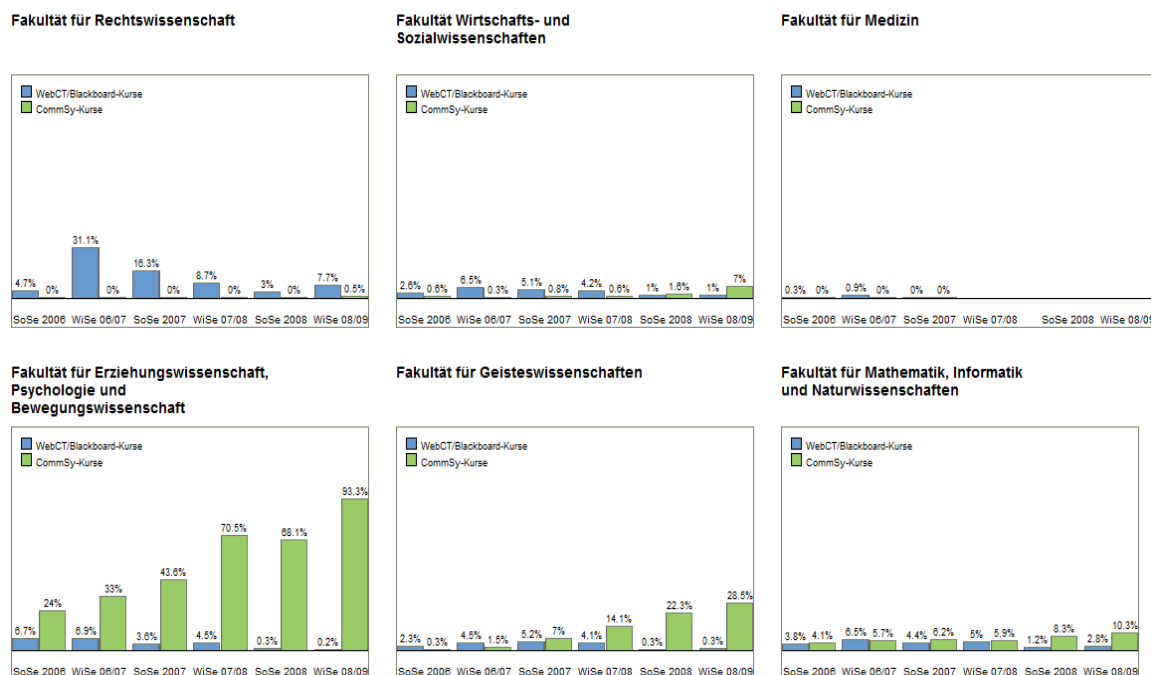 Fakultät für Rechtswissenschaft
WebCT/Blackboard-Kurse
CommSy-Kurse
4.7% 0% 31.1% 0% 16.3% 0% 8.7% 0% 3% 0% 7.7% 0.5%
SoSe 2006 WiSe 06/07 SoSe 2007 WiSe 07/08 SoSe 2008 WiSe 08/09
Fakultät Wirtschafts- und
Sozialwissenschaften
WebCT/Blackboard-Kurse
CommSy-Kurse
2.6% 0.6% 6.5% 0.3% 5.1% 0.8% 4.2% 0.6% 1% 1.6% 1% 7%
SoSe 2006 WiSe 06/07 SoSe 2007 WiSe 07/08 SoSe 2008 WiSe 08/09
Fakultät für Medizin
WebCT/Blackboard-Kurse
CommSy-Kurse
0.3% 0% 0.9% 0% 0% 0%
SoSe 2006 WiSe 06/07 SoSe 2007 WiSe 07/08 SoSe 2008 WiSe 08/09
Fakultät für Erziehungswissenschaft,
Psychologie und
Bewegungswissenschaft
WebCT/Blackboard-Kurse
CommSy-Kurse
6.7% 24% 6.9% 33% 3.6% 43.6% 4.5% 70.5% 0.3% 68.1% 0.2% 93.3%
SoSe 2006 WiSe 06/07 SoSe 2007 WiSe 07/08 SoSe 2008 WiSe 08/09
Fakultät für Geisteswissenschaften
WebCT/Blackboard-Kurse
CommSy-Kurse
2.3% 0.3% 4.5% 1.5% 5.2% 7% 4.1% 14.1% 0.3% 22.3% 0.3% 28.5%
SoSe 2006 WiSe 06/07 SoSe 2007 WiSe 07/08 SoSe 2008 WiSe 08/09
Fakultät für Mathematik, Informatik
und Naturwissenschaften
WebCT/Blackboard-Kurse
CommSy-Kurse
3.8% 4.1% 6.5% 5.7% 4.4% 6.2% 5% 5.9% 1.2% 8.3% 2.8% 10.3%
SoSe 2006 WiSe 06/07 SoSe 2007 WiSe 07/08 SoSe 2008 WiSe 08/09